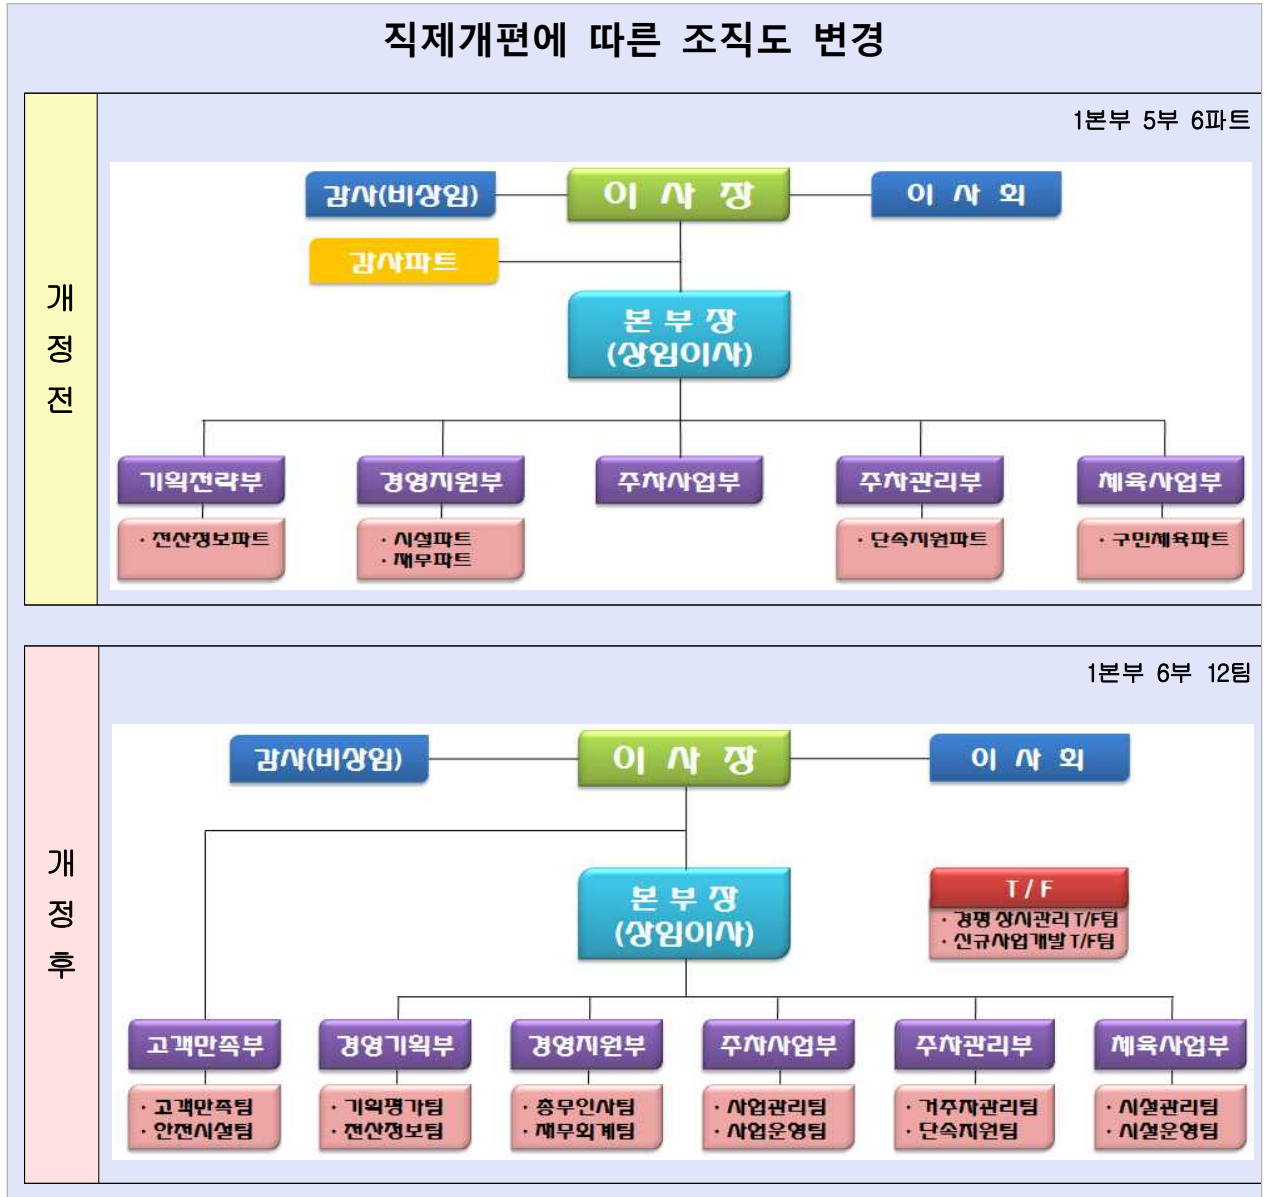 직제개편에 따른 조직도 변경
개정전
1본부 5부 6파트
감사(비상임)
이 사 장
이 사 회
감사파트
본 부 장
(상임이사)
기획전략부
경영지원부
주차사업부
주차관리부
체육사업부
· 전산정보파트
· 시설파트
· 재무파트
· 단속지원파트
· 구민체육파트
개정후
1본부 6부 12팀
감사(비상임)
이 사 장
이 사 회
본 부 장
(상임이사)
T / F
· 경평 상시관리 T/F팀
· 신규사업개발 T/F팀
고객만족부
경영기획부
경영지원부
주차사업부
주차관리부
체육사업부
· 고객만족팀
· 안전시설팀
· 기획평가팀
· 전산정보팀
· 총무인사팀
· 재무회계팀
· 사업관리팀
· 사업운영팀
· 거주자관리팀
· 단속지원팀
· 시설관리팀
· 시설운영팀